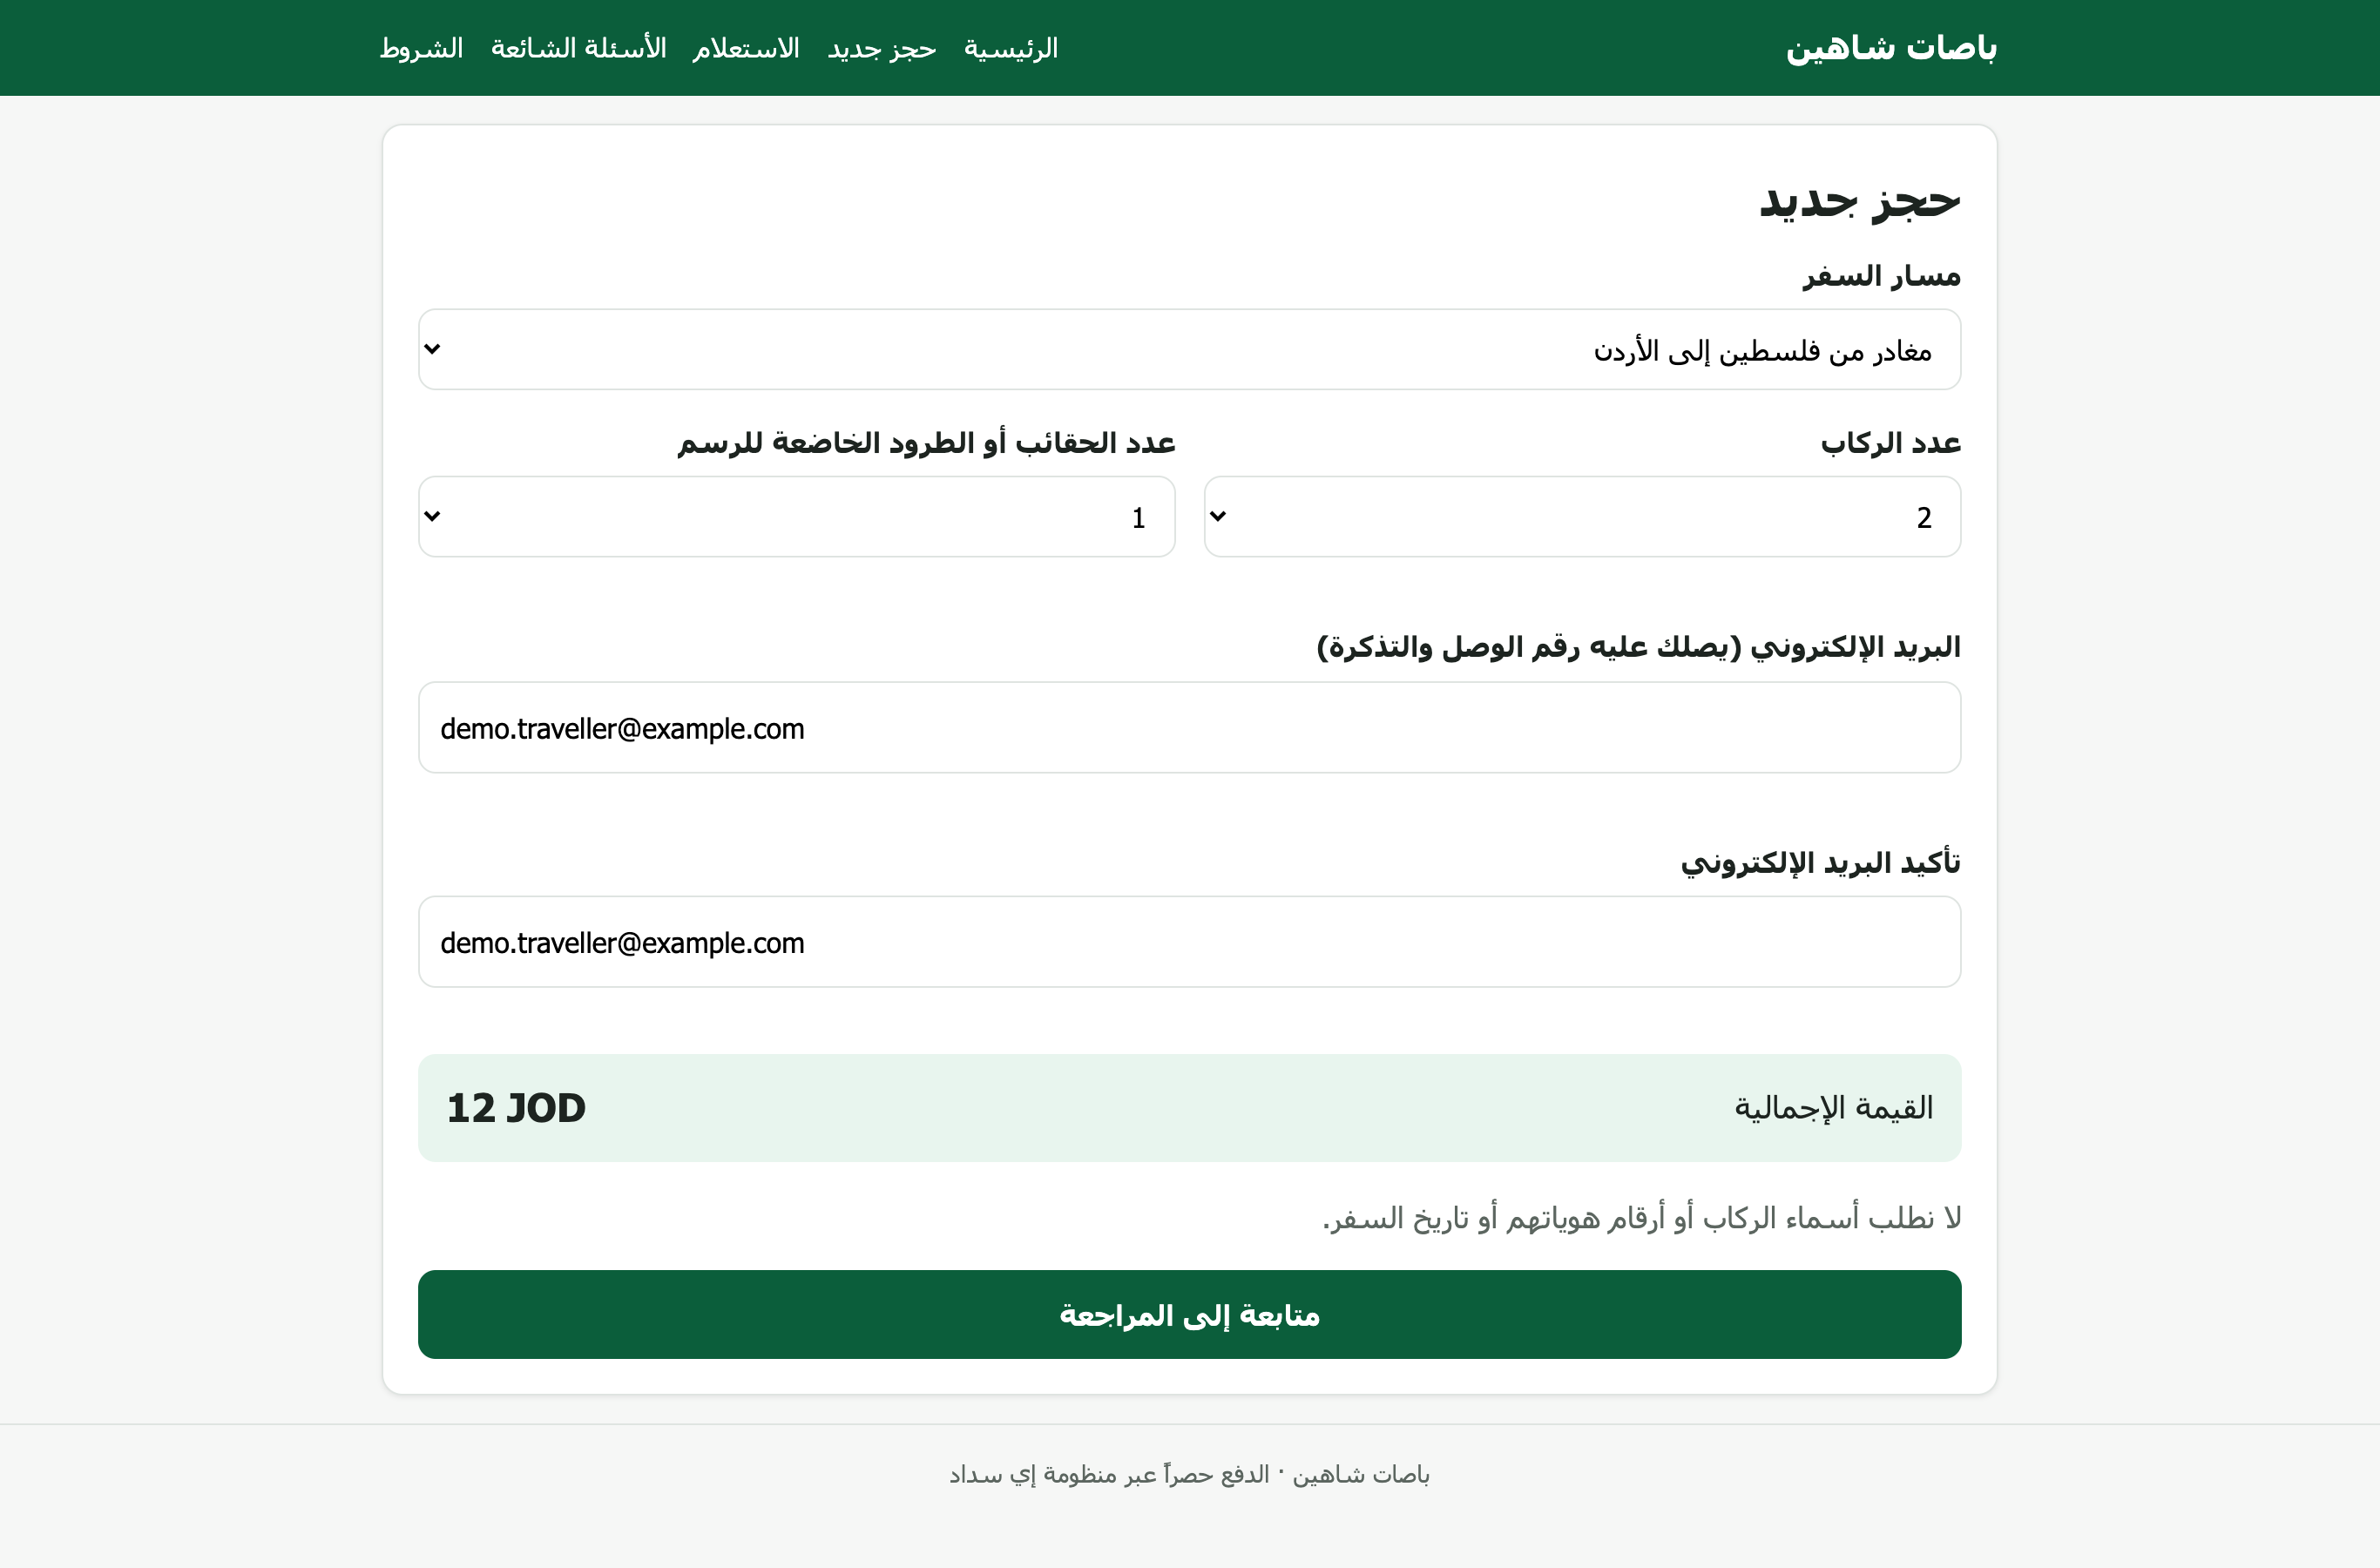 باصات شاهين
الرئيسية
حجز جديد
الاستعلام
الأسئلة الشائعة
الشروط
حجز جديد
مسار السفر
مغادر من فلسطين إلى الأردن
عدد الركاب
2
عدد الحقائب أو الطرود الخاضعة للرسم
1
البريد الإلكتروني (يصلك عليه رقم الوصل والتذكرة)
demo.traveller@example.com
تأكيد البريد الإلكتروني
demo.traveller@example.com
القيمة الإجمالية
12 JOD
لا نطلب أسماء الركاب أو أرقام هوياتهم أو تاريخ السفر.
متابعة إلى المراجعة
باصات شاهين · الدفع حصراً عبر منظومة إي سداد